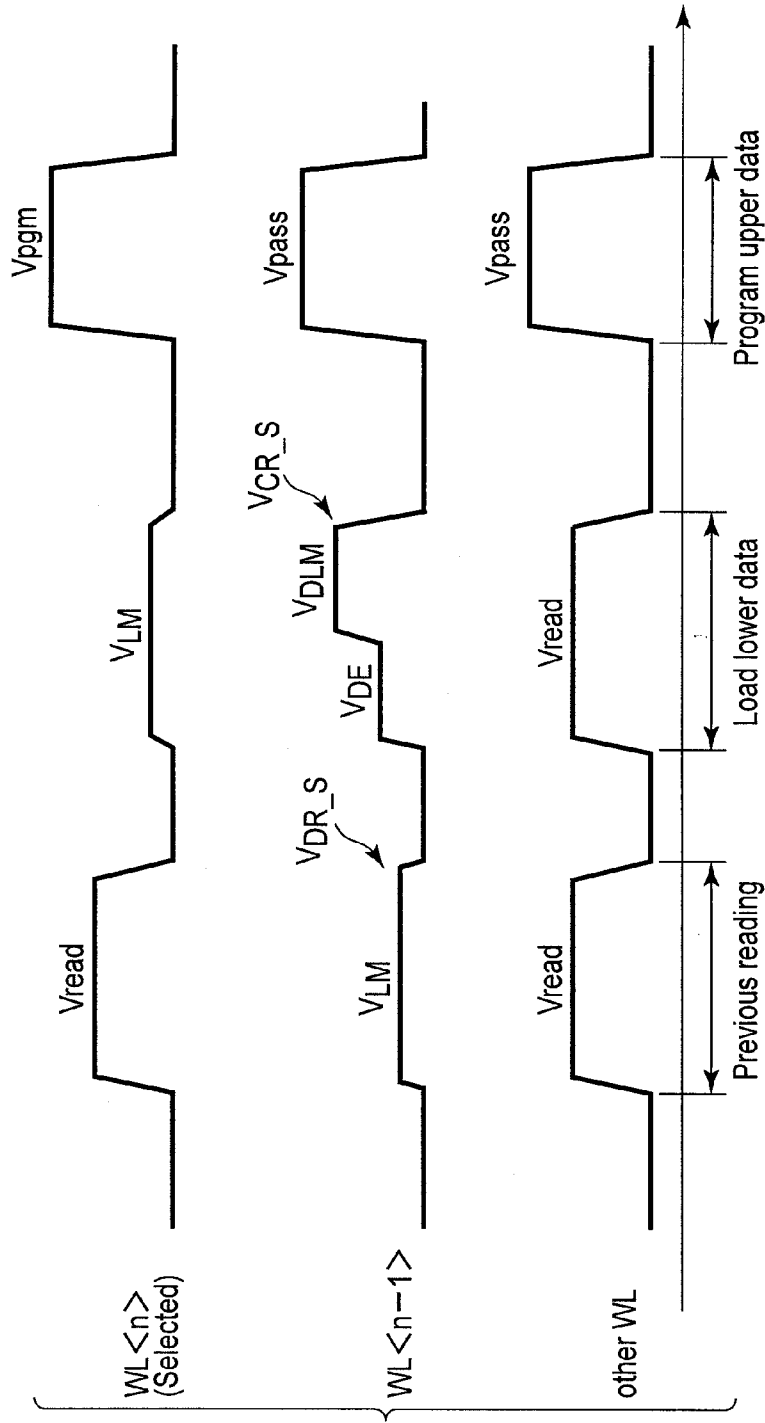 WL<n>
(Selected)
Vread
VLM
Vpgm
WL<n−1>
VLM
VDR_S
VDE
VDLM
VCR_S
Vpass
other WL
Vread
Vread
Vpass
Previous reading
Load lower data
Program upper data